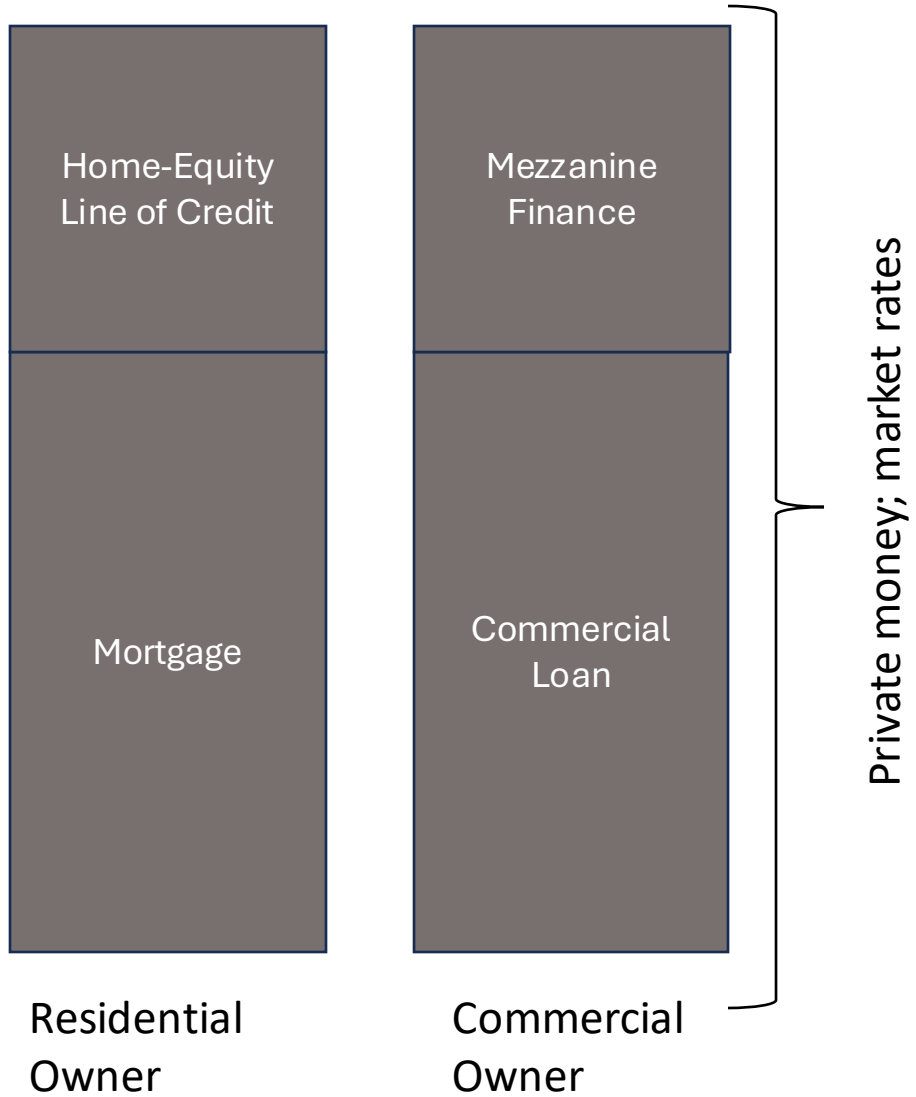 Home-Equity
Line of Credit
Mezzanine
Finance
Mortgage
Commercial
Loan
Residential
Owner
Commercial
Owner
Private money; market rates